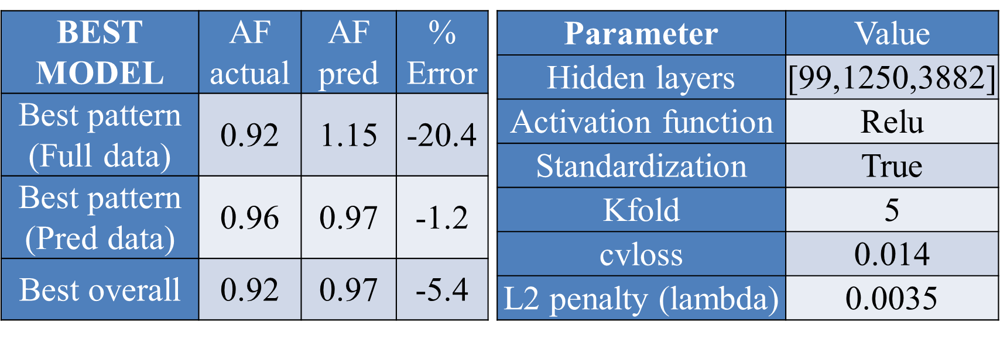 BEST MODEL AF actual AF pred % Error
Best pattern (Full data) 0.92 1.15 -20.4
Best pattern (Pred data) 0.96 0.97 -1.2
Best overall 0.92 0.97 -5.4
Parameter Value
Hidden layers [99,1250,3882]
Activation function Relu
Standardization True
Kfold 5
cvloss 0.014
L2 penalty (lambda) 0.0035